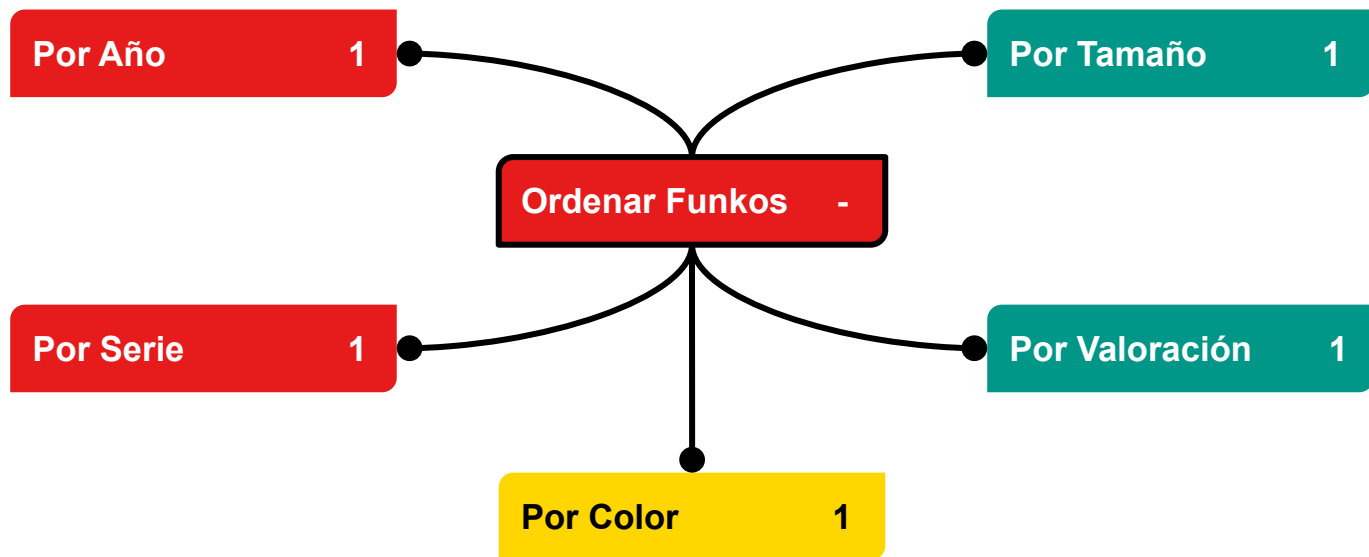 Por Año 1
Por Tamaño 1
Ordenar Funkos -
Por Serie 1
Por Valoración 1
Por Color 1